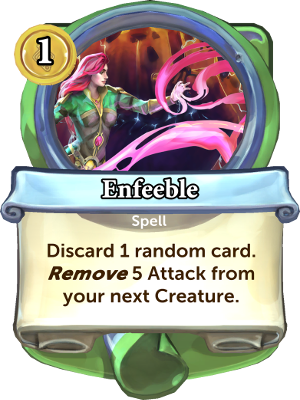 1
Enfeeble
Spell
Discard 1 random card.
Remove 5 Attack from
your next Creature.